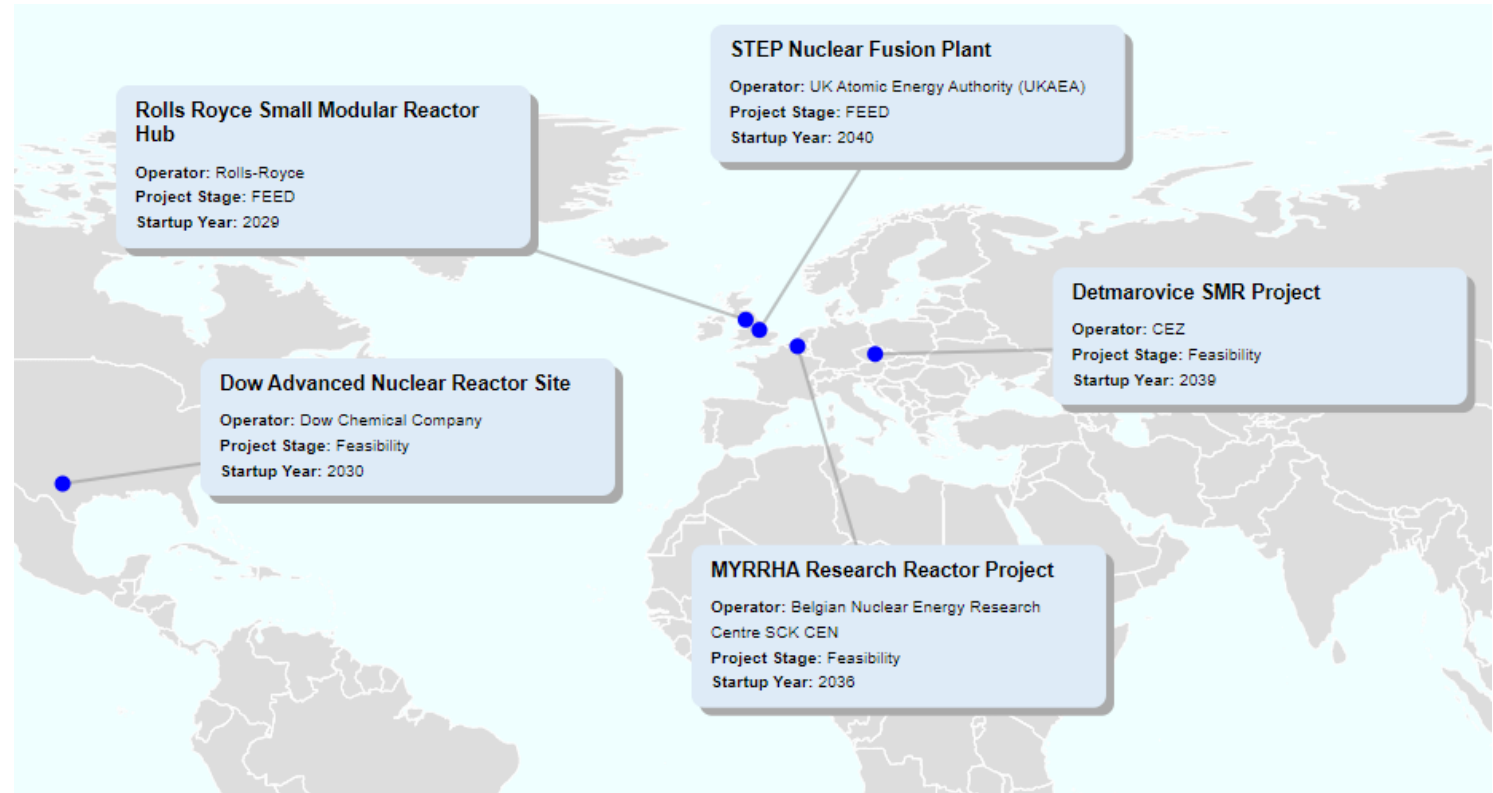 STEP Nuclear Fusion Plant
Operator: UK Atomic Energy Authority (UKAEA)
Project Stage: FEED
Startup Year: 2040
Rolls Royce Small Modular Reactor
Hub
Operator: Rolls-Royce
Project Stage: FEED
Startup Year: 2029
Detmarovice SMR Project
Operator: CEZ
Project Stage: Feasibility
Startup Year: 2039
Dow Advanced Nuclear Reactor Site
Operator: Dow Chemical Company
Project Stage: Feasibility
Startup Year: 2030
MYRRHA Research Reactor Project
Operator: Belgian Nuclear Energy Research
Centre SCK CEN
Project Stage: Feasibility
Startup Year: 2036